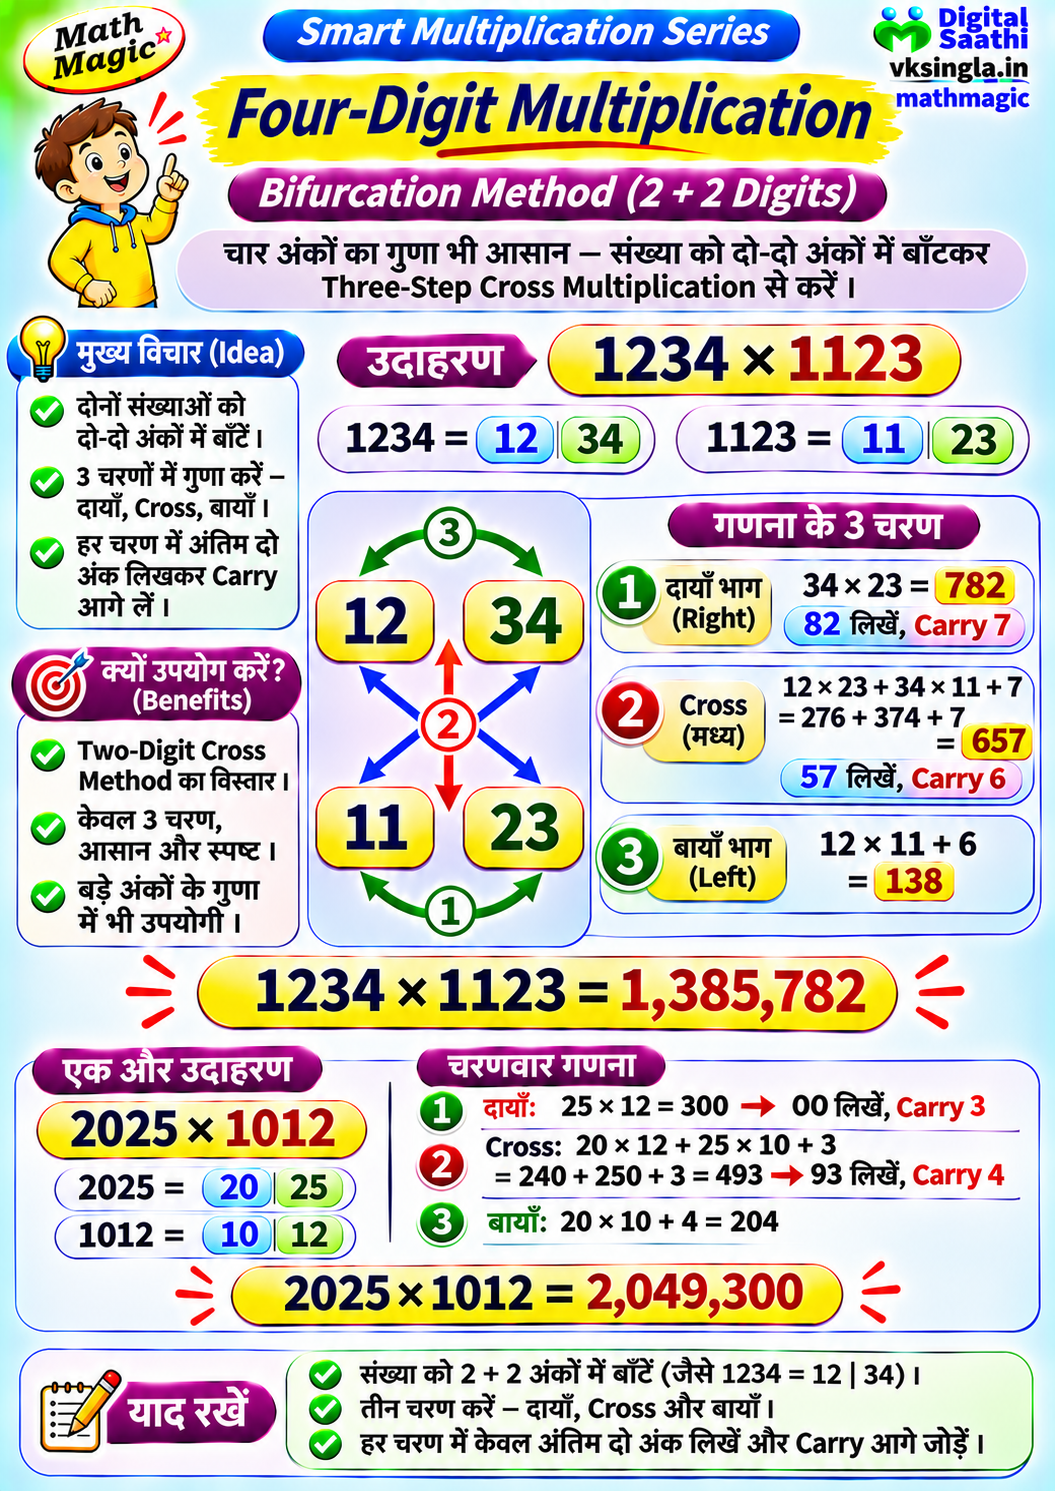 Math
Magic
Smart Multiplication Series
Digital
Saathi
vksingla.in
mathmagic
Four-Digit Multiplication
Bifurcation Method (2 + 2 Digits)
चार अंकों का गुणा भी आसान – संख्या को दो-दो अंकों में बाँटकर
Three-Step Cross Multiplication से करें ।
मुख्य विचार (Idea)
दोनों संख्याओं को
दो-दो अंकों में बाँटें ।
3 चरणों में गुणा करें –
दायाँ, Cross, बायाँ ।
हर चरण में अंतिम दो
अंक लिखकर Carry
आगे लें ।
क्यों उपयोग करें?
(Benefits)
Two-Digit Cross
Method का विस्तार ।
केवल 3 चरण,
आसान और स्पष्ट ।
बड़े अंकों के गुणा
में भी उपयोगी ।
उदाहरण
1234 × 1123
1234 = 12 | 34
1123 = 11 | 23
3
12 34
2
11 23
1
गणना के 3 चरण
1 दायाँ भाग
(Right)
34 × 23 = 782
82 लिखें, Carry 7
2 Cross
(मध्य)
12 × 23 + 34 × 11 + 7
= 276 + 374 + 7
= 657
57 लिखें, Carry 6
3 बायाँ भाग
(Left)
12 × 11 + 6
= 138
1234 × 1123 = 1,385,782
एक और उदाहरण
2025 × 1012
2025 = 20 | 25
1012 = 10 | 12
चरणवार गणना
1 दायाँ: 25 × 12 = 300 → 00 लिखें, Carry 3
2 Cross: 20 × 12 + 25 × 10 + 3
= 240 + 250 + 3 = 493 → 93 लिखें, Carry 4
3 बायाँ: 20 × 10 + 4 = 204
2025 × 1012 = 2,049,300
याद रखें
संख्या को 2 + 2 अंकों में बाँटें (जैसे 1234 = 12 | 34) ।
तीन चरण करें – दायाँ, Cross और बायाँ ।
हर चरण में केवल अंतिम दो अंक लिखें और Carry आगे जोड़ें ।